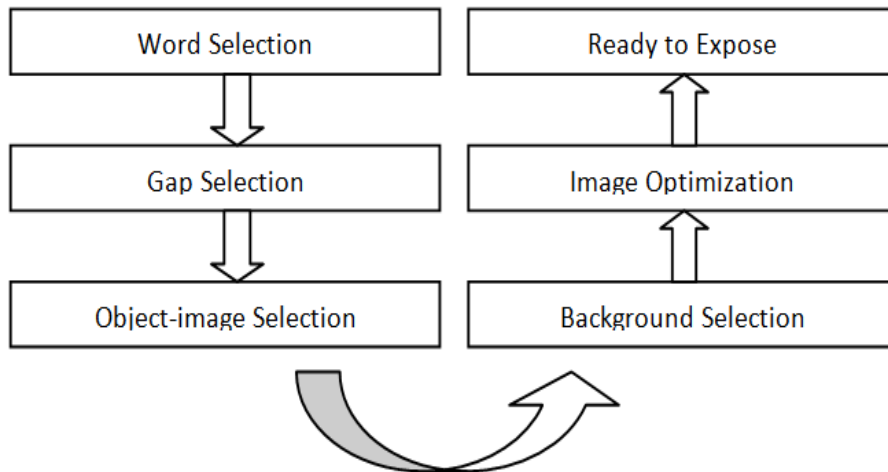 Word Selection
Gap Selection
Object-image Selection
Background Selection
Image Optimization
Ready to Expose